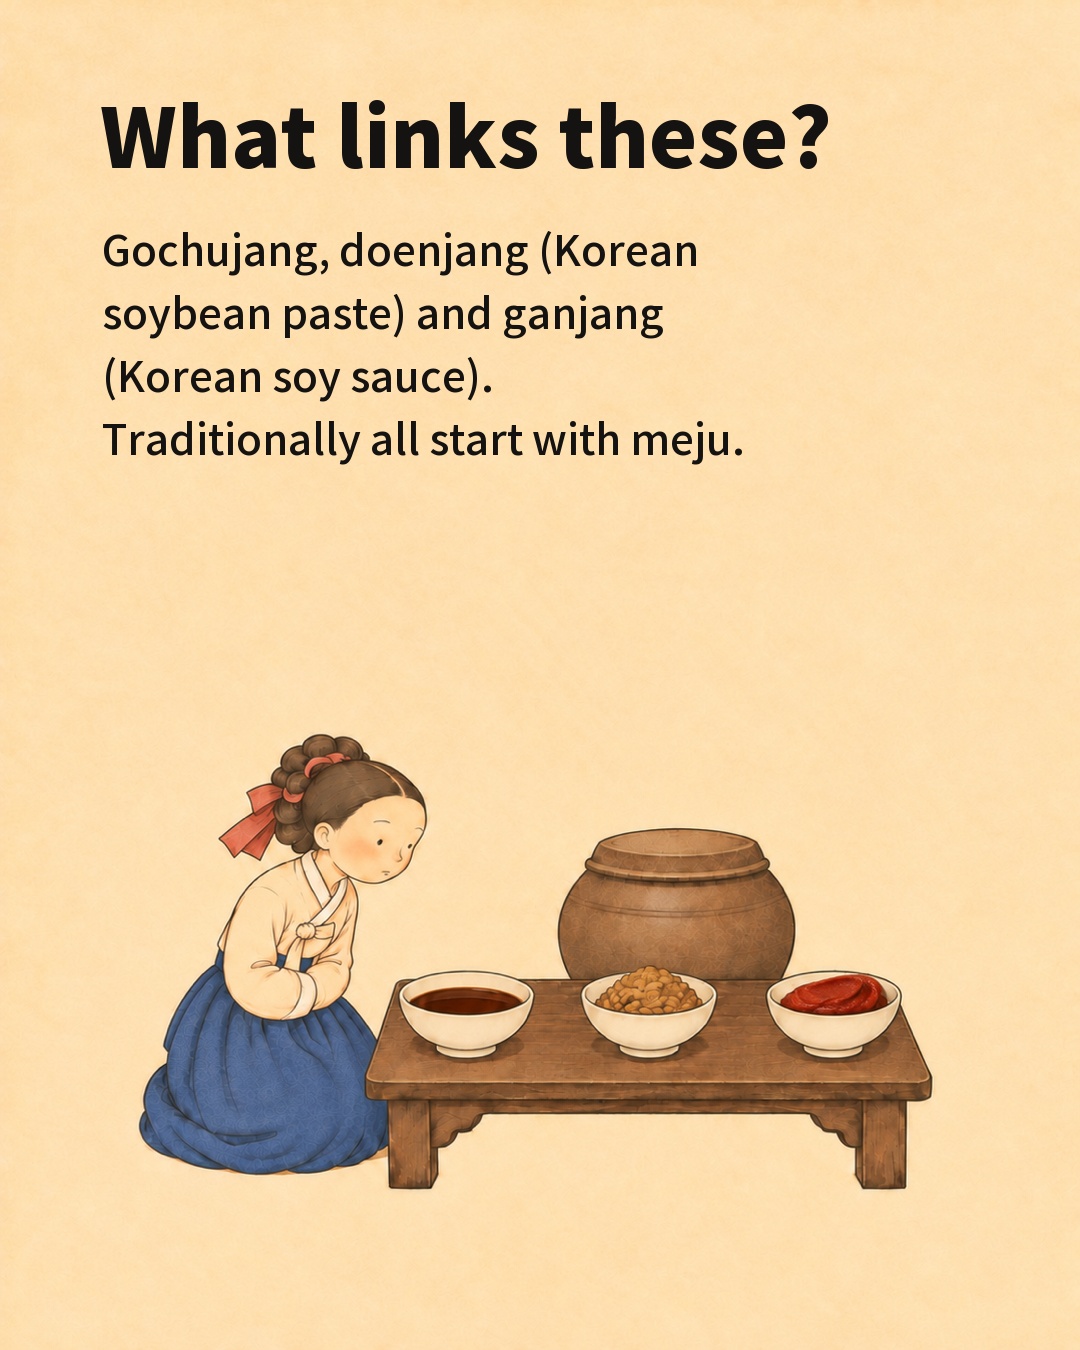 What links these?
Gochujang, doenjang (Korean
soybean paste) and ganjang
(Korean soy sauce).
Traditionally all start with meju.